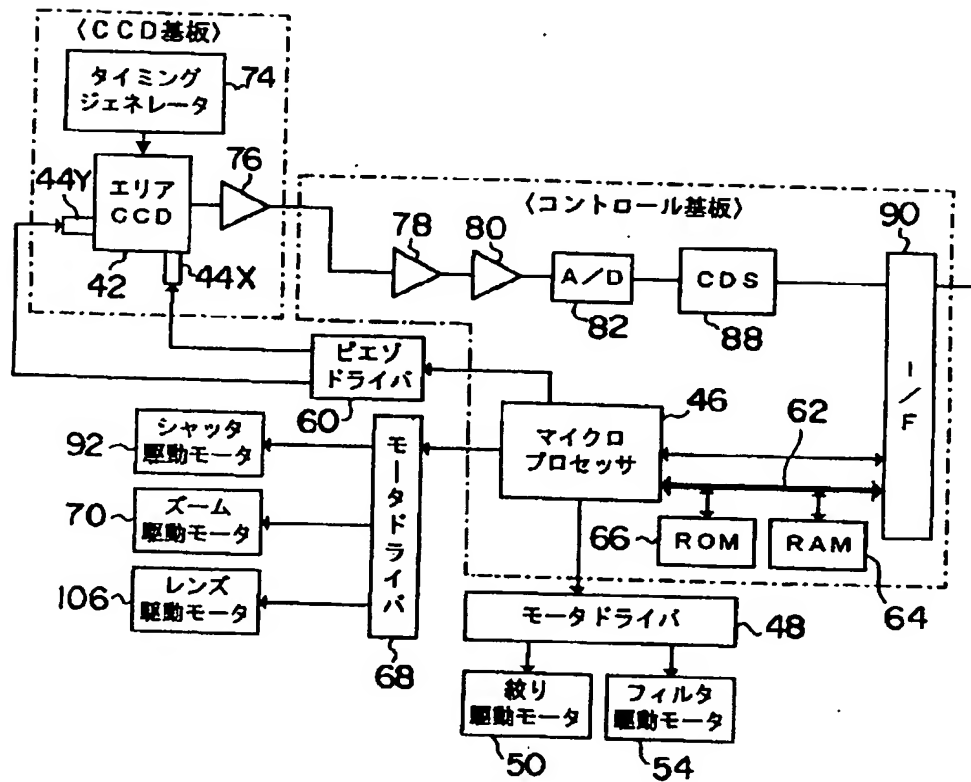 〈CCD基板〉
タイミング
ジェネレータ
74
44Y
エリア
CCD
76
42
44X
〈コントロール基板〉
90
78
80
A/D
82
CDS
88
I/F
ピエゾ
ドライバ
60
46
マイクロ
プロセッサ
62
92
シャッタ
駆動モータ
70
ズーム
駆動モータ
106
レンズ
駆動モータ
モータドライバ
68
66
ROM
RAM
64
モータドライバ
48
絞り
駆動モータ
50
フィルタ
駆動モータ
54